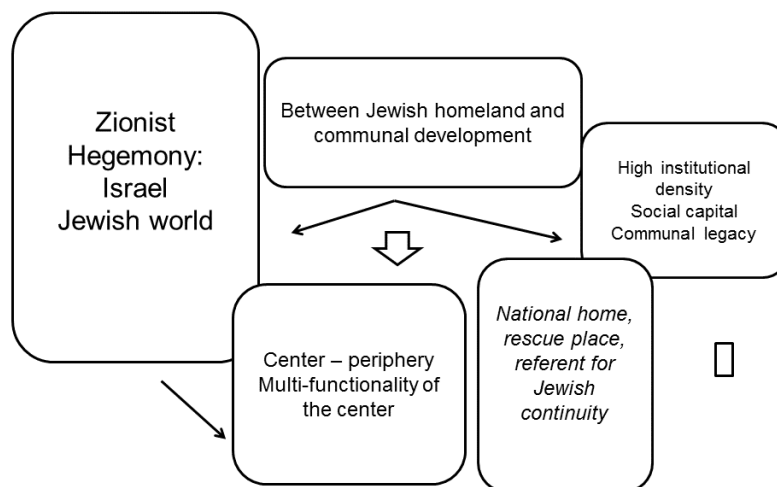 Zionist
Hegemony:
Israel
Jewish world
Between Jewish homeland and
communal development
High institutional
density
Social capital
Communal legacy
Center – periphery
Multi-functionality of
the center
National home,
rescue place,
referent for
Jewish
continuity